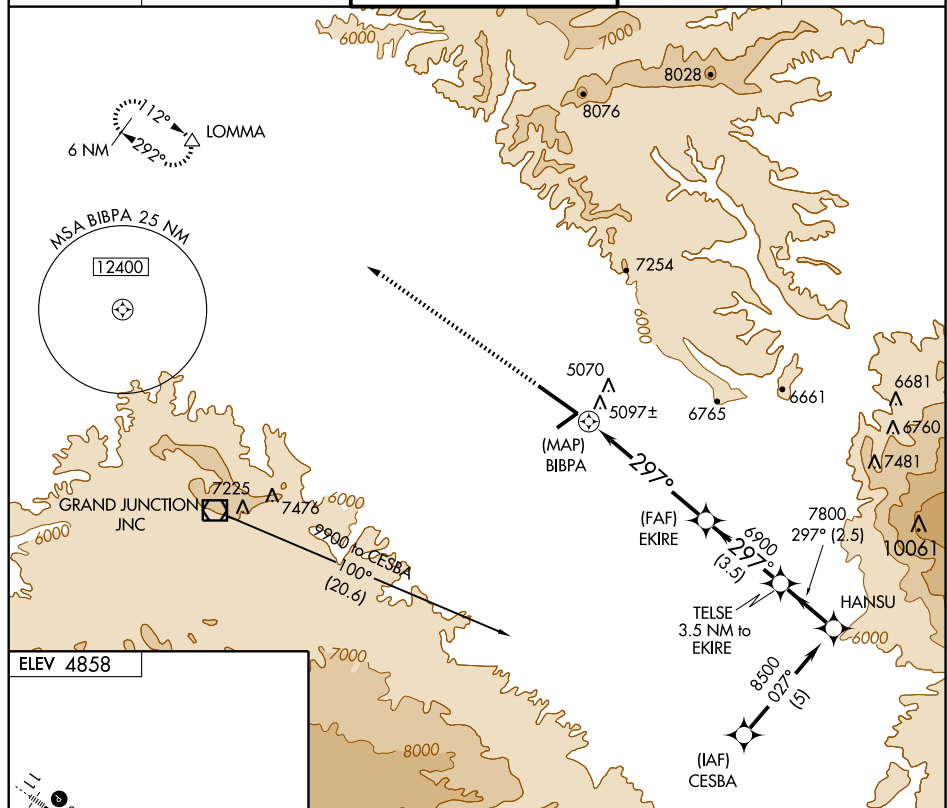 6000
7000
8028
8076
112°
LOMMA
6 NM
292°
MSA BIBPA 25 NM
12400
7254
6000
5070
5097±
6765
6661
6681
6760
7481
(MAP)
BIBPA
297°
7225
7476
6000
GRAND JUNCTION
JNC
6000
9900 to CESBA
100°
(20.6)
(FAF)
EKIRE
6900
297°
(3.5)
7800
297° (2.5)
10061
TELSE
3.5 NM to
EKIRE
HANSU
6000
ELEV 4858
7000
8500
027°
(5)
8000
(IAF)
CESBA
11
P